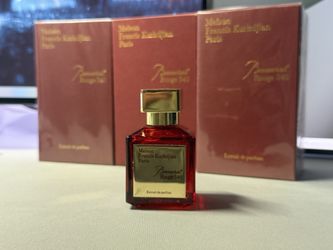 Maison
Francis Kurkdjian
Paris
Baccarat
Rouge 540
Extrait de parfum
Maison
Francis Kurkdjian
Paris
Baccarat
Rouge 540
Extrait de parfum
Maison
Francis Kurkdjian
Paris
Baccarat
Rouge 540
Extrait de parfum
Maison
Francis Kurkdjian
Paris
Baccarat
Rouge 540
Extrait de parfum